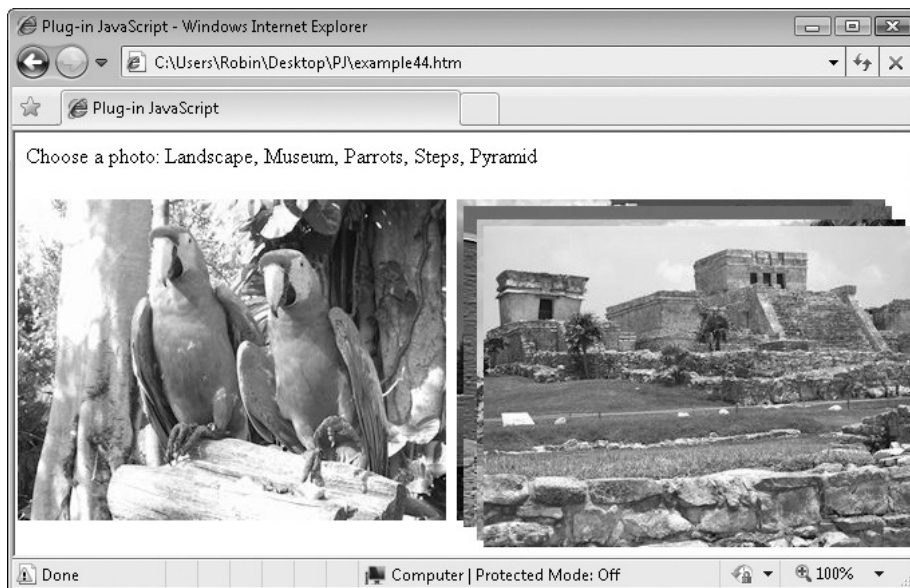 Plug-in JavaScript - Windows Internet Explorer
C:\Users\Robin\Desktop\PJ\example44.htm
Plug-in JavaScript
Choose a photo: Landscape, Museum, Parrots, Steps, Pyramid
Done
Computer | Protected Mode: Off
100%